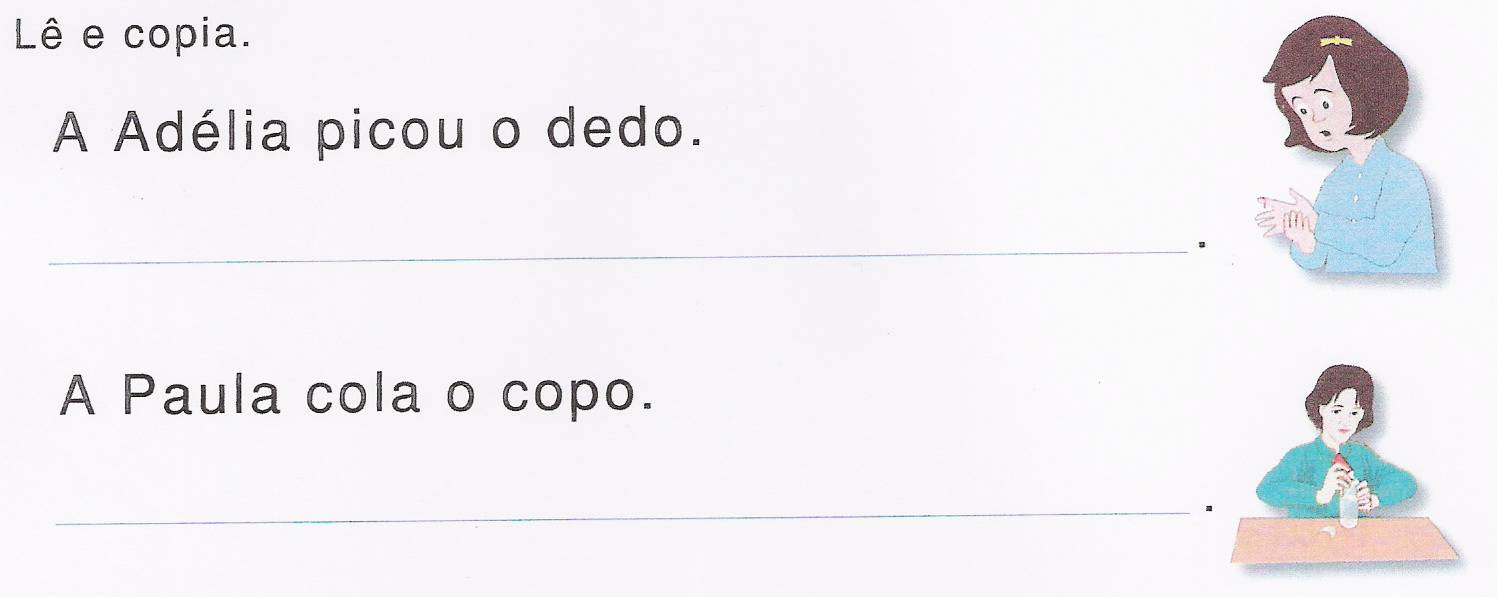 Lê e copia.
A Adélia picou o dedo.
.
A Paula cola o copo.
.